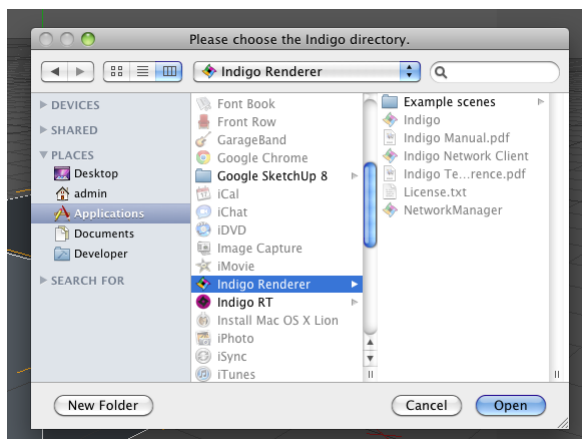 Please choose the Indigo directory.
Indigo Renderer
DEVICES
SHARED
PLACES
Desktop
admin
Applications
Documents
Developer
SEARCH FOR
Font Book
Front Row
GarageBand
Google Chrome
Google SketchUp 8
iCal
iChat
iDVD
Image Capture
iMovie
Indigo Renderer
Indigo RT
Install Mac OS X Lion
iPhoto
iSync
iTunes
Example scenes
Indigo
Indigo Manual.pdf
Indigo Network Client
Indigo Te...rence.pdf
License.txt
NetworkManager
New Folder
Cancel
Open